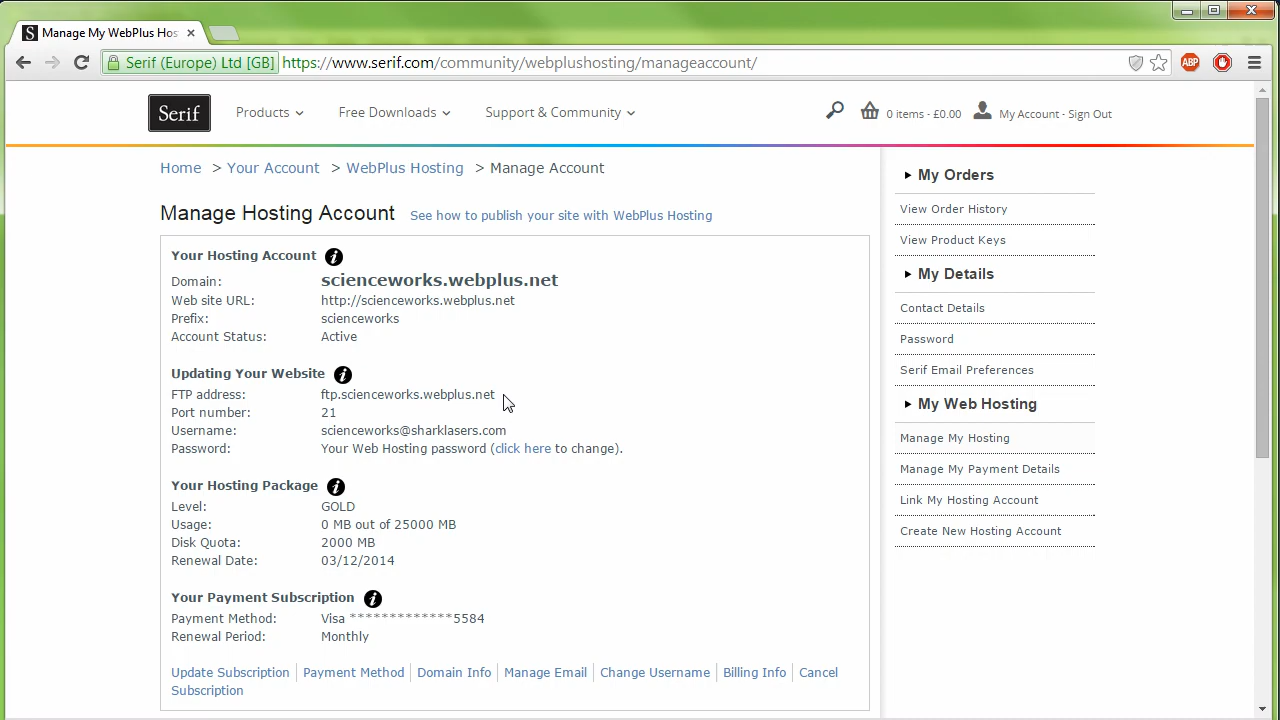 Manage My WebPlus Hos
Serif (Europe) Ltd [GB] https://www.serif.com/community/webplushosting/manageaccount/
ABP
Serif Products Free Downloads Support & Community 0 items - £0.00 My Account - Sign Out
Home > Your Account > WebPlus Hosting > Manage Account
Manage Hosting Account See how to publish your site with WebPlus Hosting
Your Hosting Account
Domain: scienceworks.webplus.net
Web site URL: http://scienceworks.webplus.net
Prefix: scienceworks
Account Status: Active
Updating Your Website
FTP address: ftp.scienceworks.webplus.net
Port number: 21
Username: scienceworks@sharklasers.com
Password: Your Web Hosting password (click here to change).
Your Hosting Package
Level: GOLD
Usage: 0 MB out of 25000 MB
Disk Quota: 2000 MB
Renewal Date: 03/12/2014
Your Payment Subscription
Payment Method: Visa *************5584
Renewal Period: Monthly
Update Subscription Payment Method Domain Info Manage Email Change Username Billing Info Cancel
Subscription
My Orders
View Order History
View Product Keys
My Details
Contact Details
Password
Serif Email Preferences
My Web Hosting
Manage My Hosting
Manage My Payment Details
Link My Hosting Account
Create New Hosting Account